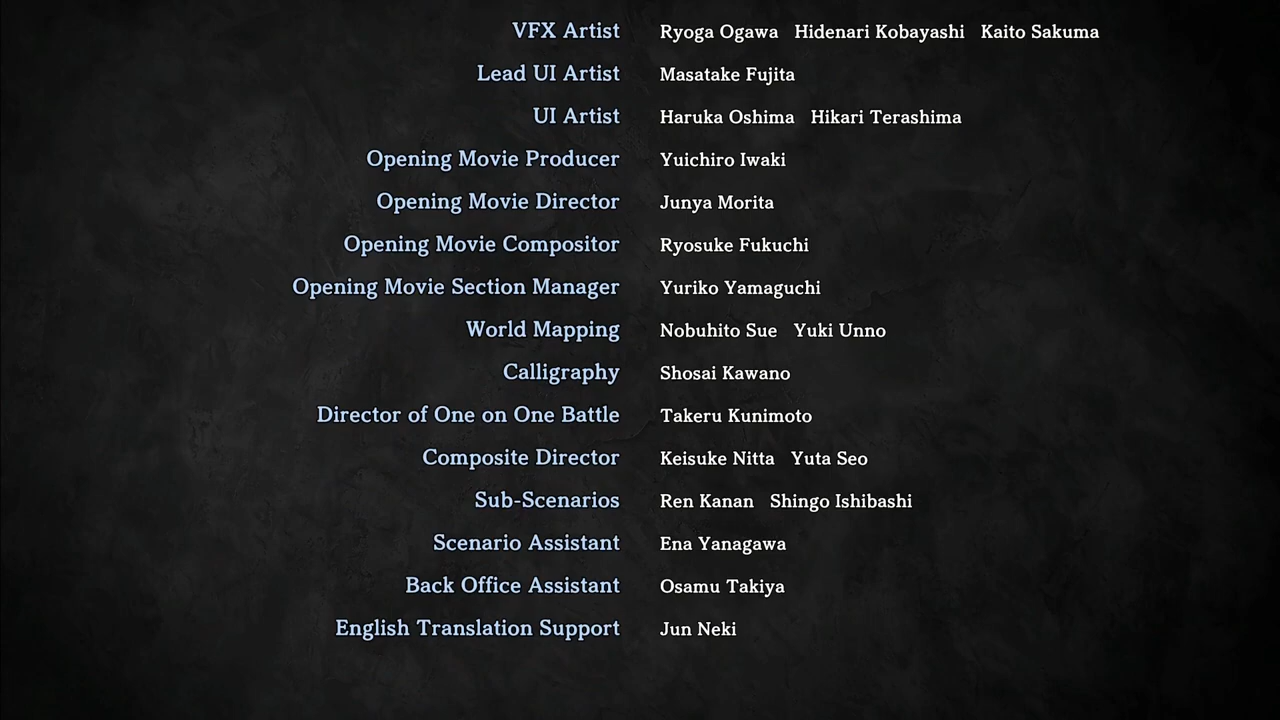 VFX Artist Ryoga Ogawa Hidenari Kobayashi Kaito Sakuma
Lead UI Artist Masatake Fujita
UI Artist Haruka Oshima Hikari Terashima
Opening Movie Producer Yuichiro Iwaki
Opening Movie Director Junya Morita
Opening Movie Compositor Ryosuke Fukuchi
Opening Movie Section Manager Yuriko Yamaguchi
World Mapping Nobuhito Sue Yuki Unno
Calligraphy Shosai Kawano
Director of One on One Battle Takeru Kunimoto
Composite Director Keisuke Nitta Yuta Seo
Sub-Scenarios Ren Kanan Shingo Ishibashi
Scenario Assistant Ena Yanagawa
Back Office Assistant Osamu Takiya
English Translation Support Jun Neki